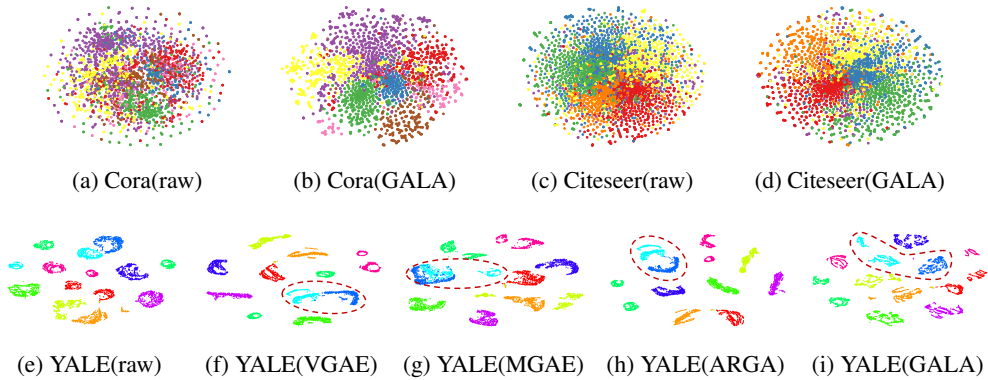 (a) Cora(raw) (b) Cora(GALA) (c) Citeseer(raw) (d) Citeseer(GALA)
(e) YALE(raw) (f) YALE(VGAE) (g) YALE(MGAE) (h) YALE(ARGA) (i) YALE(GALA)